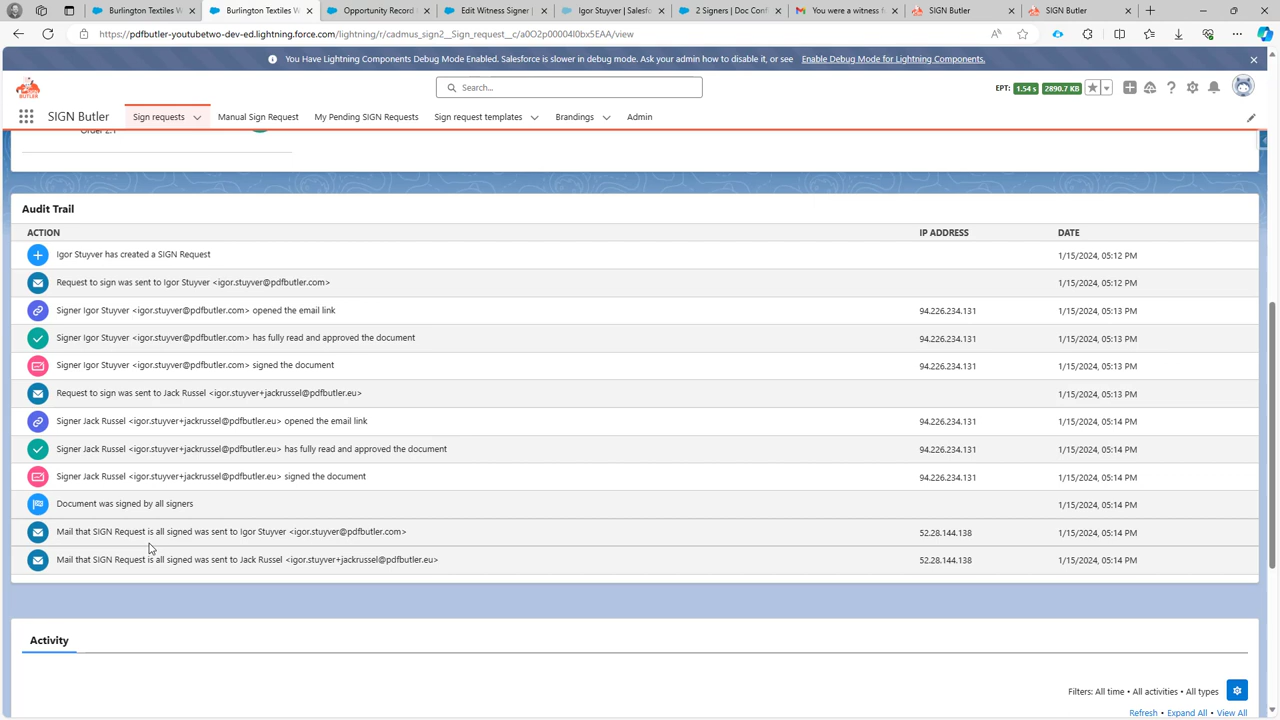 Burlington Textiles W
Burlington Textiles W
Opportunity Record
Edit Witness Signer |
Igor Stuyver | Salesf
2 Signers | Doc Conf
You were a witness f
SIGN Butler
SIGN Butler
https://pdfbutler-youtubetwo-dev-ed.lightning.force.com/lightning/r/cadmus_sign2__Sign_request__c/a0O2p00004I0bx5EAA/view
You Have Lightning Components Debug Mode Enabled. Salesforce is slower in debug mode. Ask your admin how to disable it, or see Enable Debug Mode for Lightning Components.
BUTLER
Search...
EPT: 1.54 s 2890.7 KB
SIGN Butler
Sign requests
Manual Sign Request
My Pending SIGN Requests
Sign request templates
Brandings
Admin
Order 2.1
Audit Trail
ACTION IP ADDRESS DATE
Igor Stuyver has created a SIGN Request 1/15/2024, 05:12 PM
Request to sign was sent to Igor Stuyver <igor.stuyver@pdfbutler.com> 1/15/2024, 05:12 PM
Signer Igor Stuyver <igor.stuyver@pdfbutler.com> opened the email link 94.226.234.131 1/15/2024, 05:13 PM
Signer Igor Stuyver <igor.stuyver@pdfbutler.com> has fully read and approved the document 94.226.234.131 1/15/2024, 05:13 PM
Signer Igor Stuyver <igor.stuyver@pdfbutler.com> signed the document 94.226.234.131 1/15/2024, 05:13 PM
Request to sign was sent to Jack Russel <igor.stuyver+jackrussel@pdfbutler.eu> 1/15/2024, 05:13 PM
Signer Jack Russel <igor.stuyver+jackrussel@pdfbutler.eu> opened the email link 94.226.234.131 1/15/2024, 05:14 PM
Signer Jack Russel <igor.stuyver+jackrussel@pdfbutler.eu> has fully read and approved the document 94.226.234.131 1/15/2024, 05:14 PM
Signer Jack Russel <igor.stuyver+jackrussel@pdfbutler.eu> signed the document 94.226.234.131 1/15/2024, 05:14 PM
Document was signed by all signers 1/15/2024, 05:14 PM
Mail that SIGN Request is all signed was sent to Igor Stuyver <igor.stuyver@pdfbutler.com> 52.28.144.138 1/15/2024, 05:14 PM
Mail that SIGN Request is all signed was sent to Jack Russel <igor.stuyver+jackrussel@pdfbutler.eu> 52.28.144.138 1/15/2024, 05:14 PM
Activity
Filters: All time • All activities • All types
Refresh • Expand All • View All